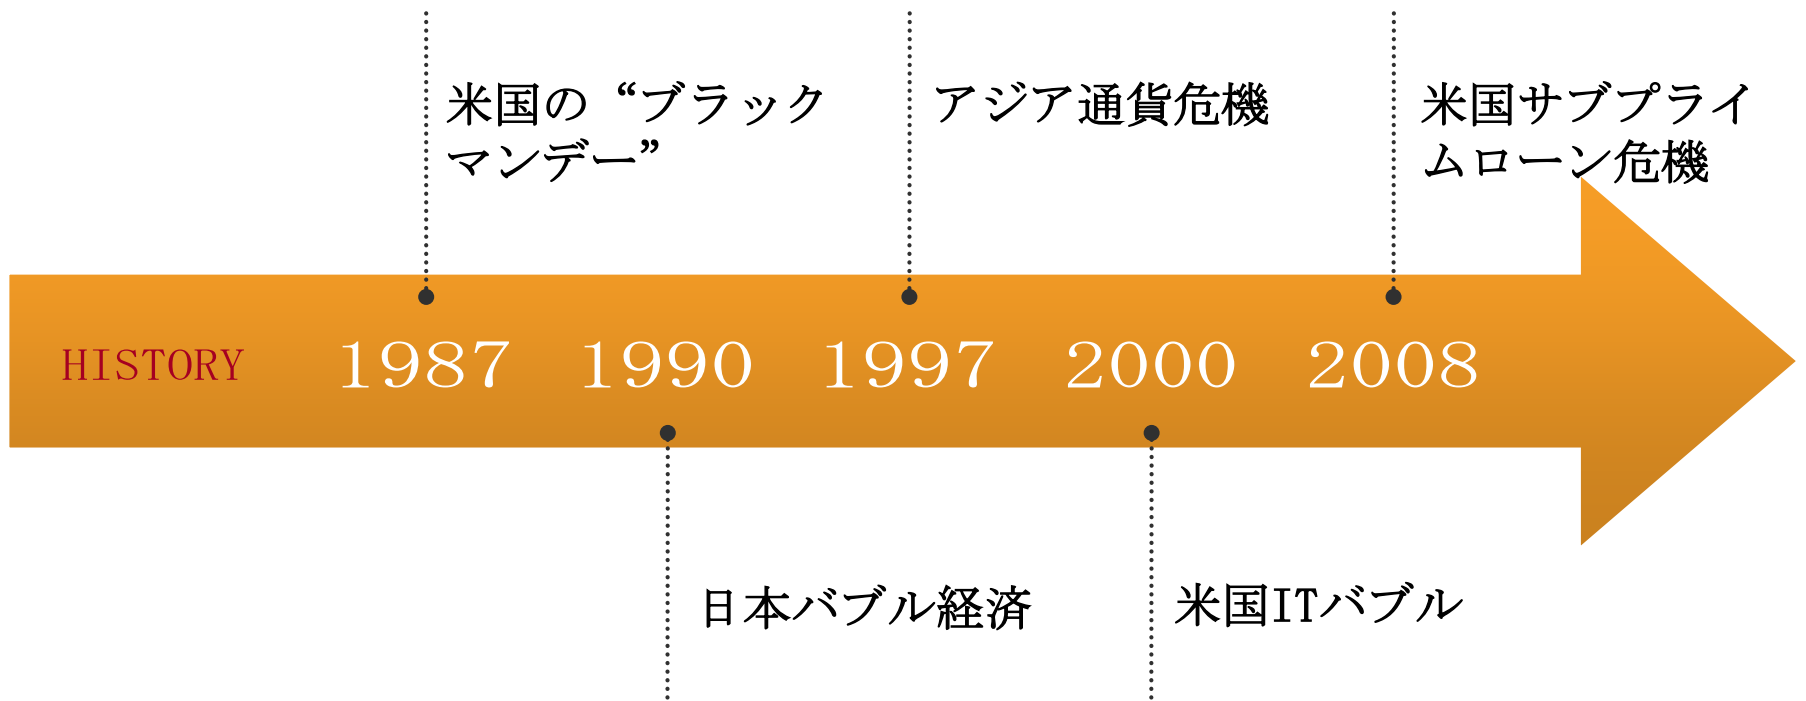 米国の“ブラック
マンデー”
アジア通貨危機
米国サブプライ
ムローン危機
HISTORY
1987
1990
1997
2000
2008
日本バブル経済
米国ITバブル